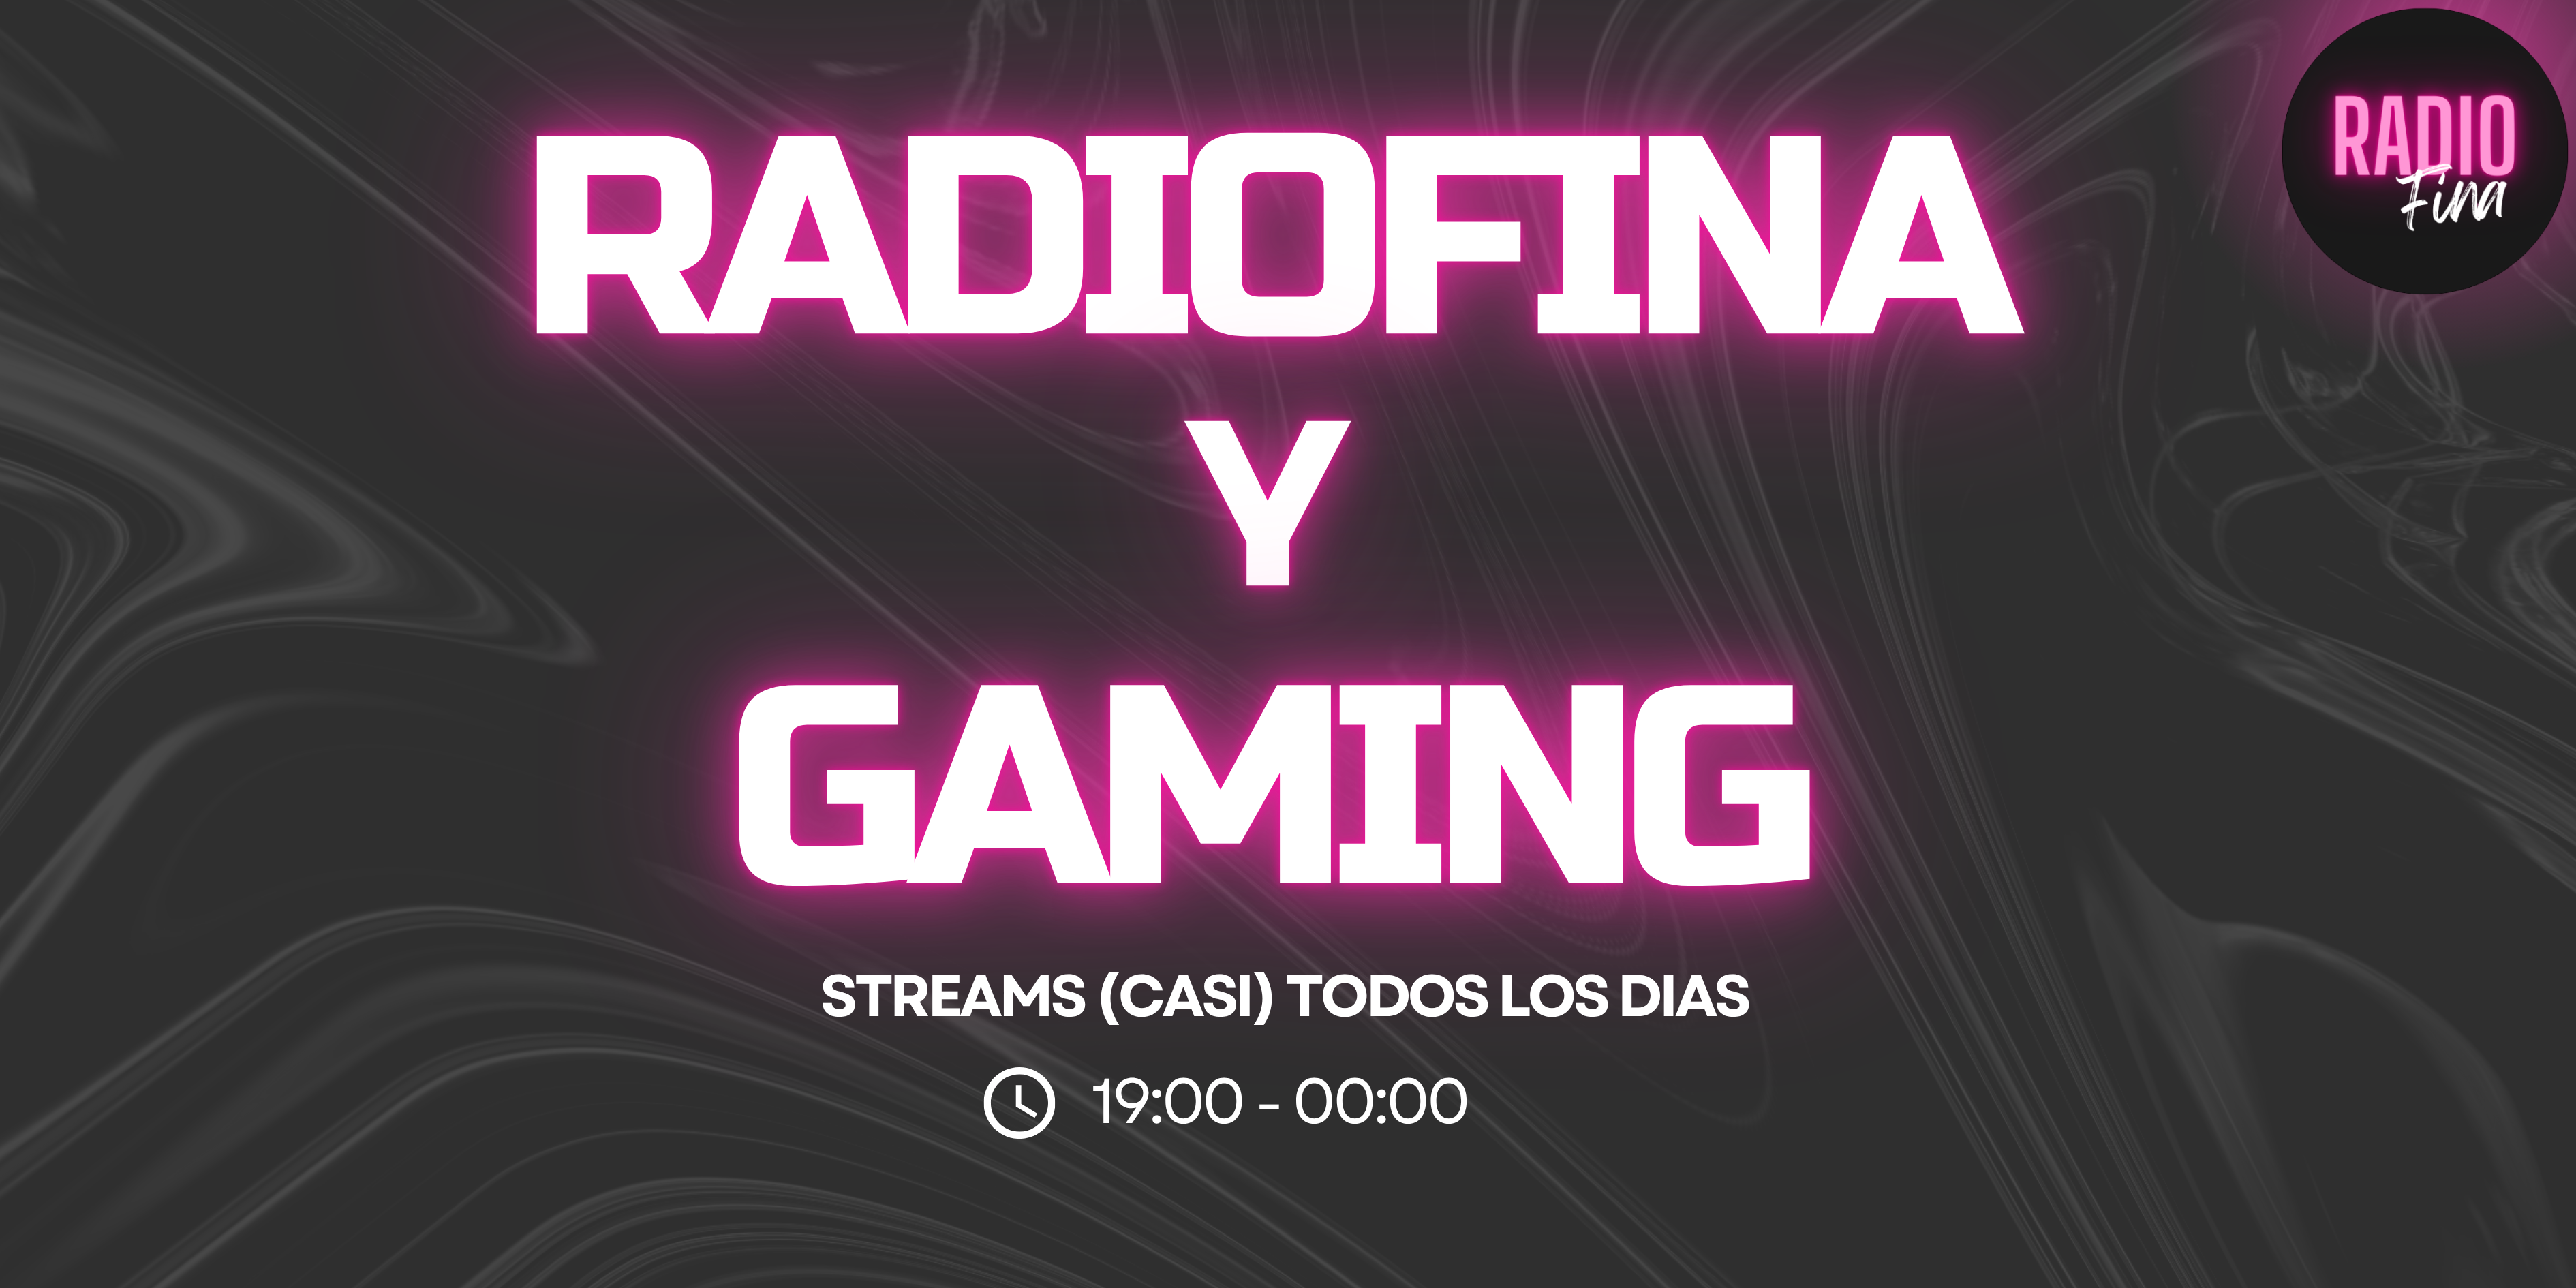 RADIOFINA
Y
GAMING
STREAMS (CASI) TODOS LOS DIAS
19:00 - 00:00
RADIO
Fina